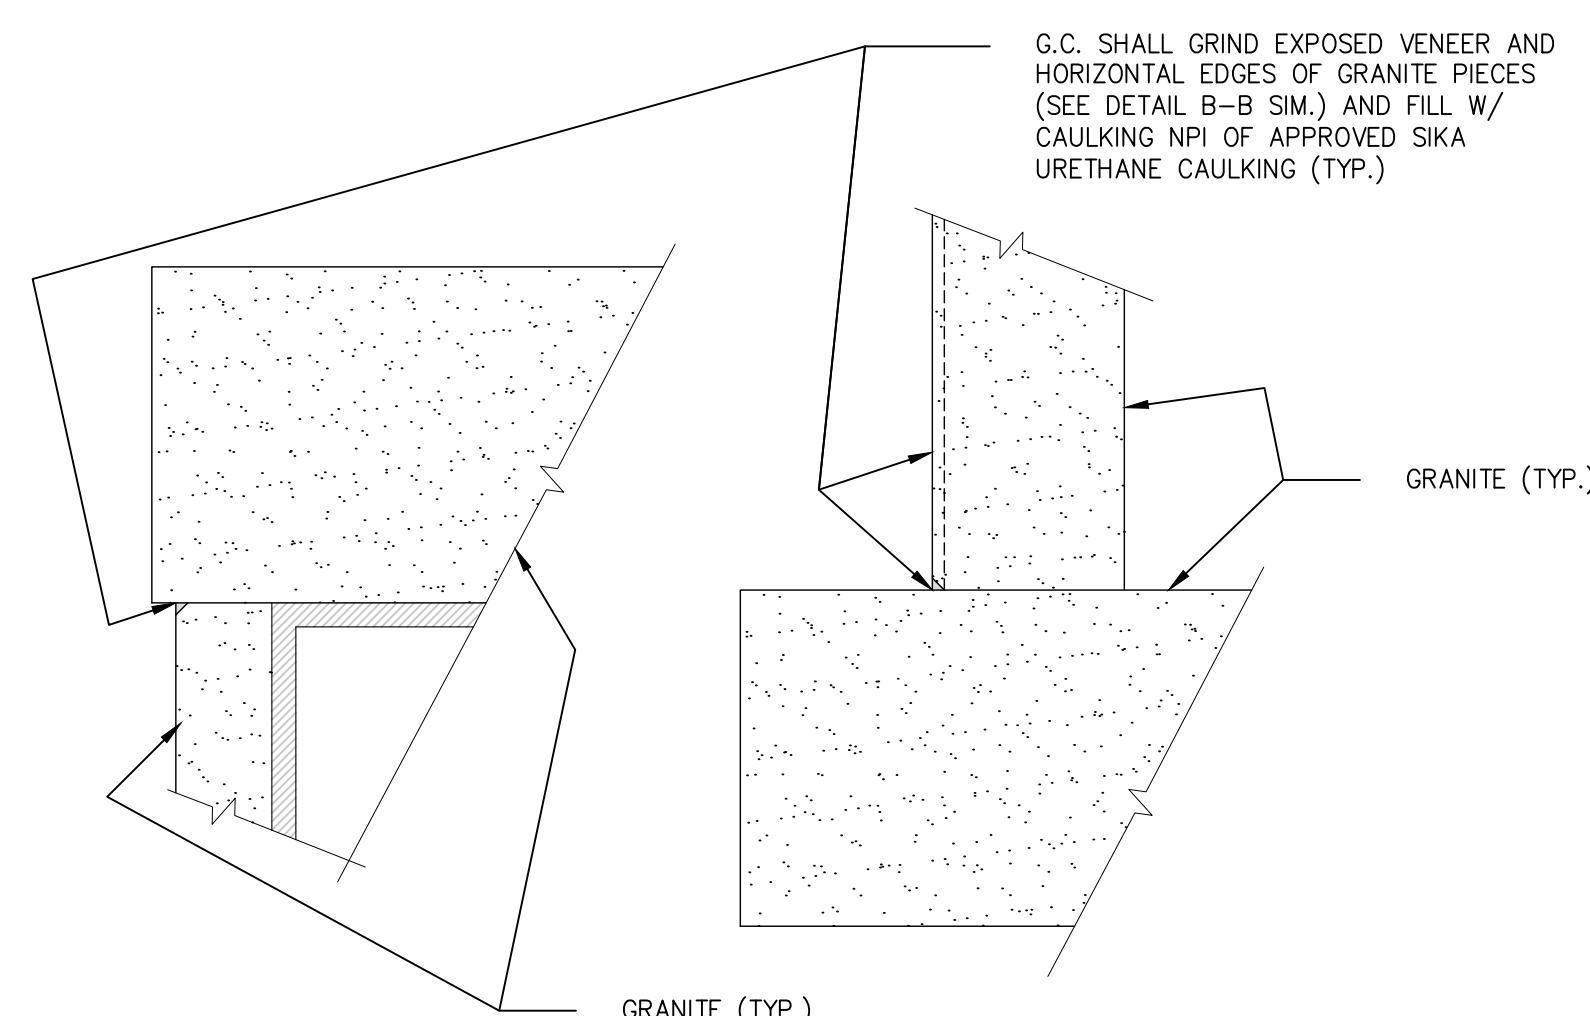 G.C. SHALL GRIND EXPOSED VENEER AND
HORIZONTAL EDGES OF GRANITE PIECES
(SEE DETAIL B-B SIM.) AND FILL W/
CAULKING NPI OF APPROVED SIKA
URETHANE CAULKING (TYP.)
GRANITE (TYP.)
GRANITE (TYP.)